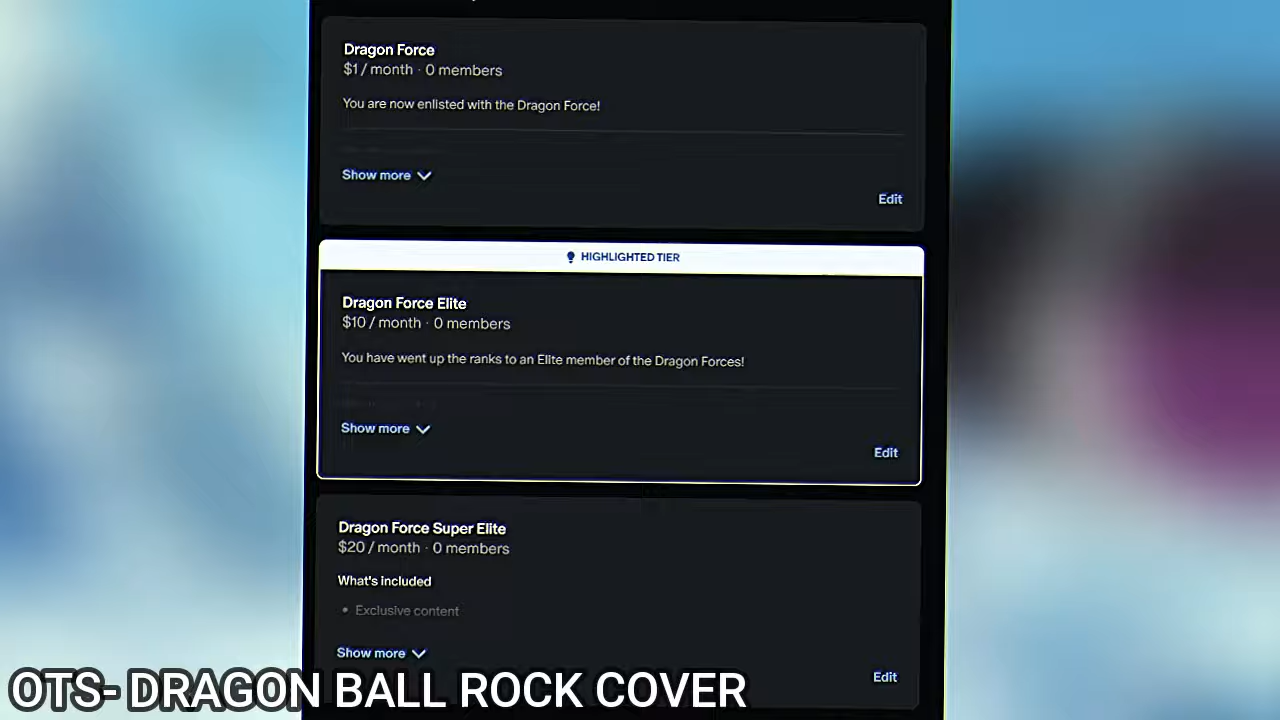 Dragon Force
$1 / month · 0 members
You are now enlisted with the Dragon Force!
Show more
Edit
HIGHLIGHTED TIER
Dragon Force Elite
$10 / month · 0 members
You have went up the ranks to an Elite member of the Dragon Forces!
Show more
Edit
Dragon Force Super Elite
$20 / month · 0 members
What's included
• Exclusive content
Show more
Edit
OTS- DRAGON BALL ROCK COVER